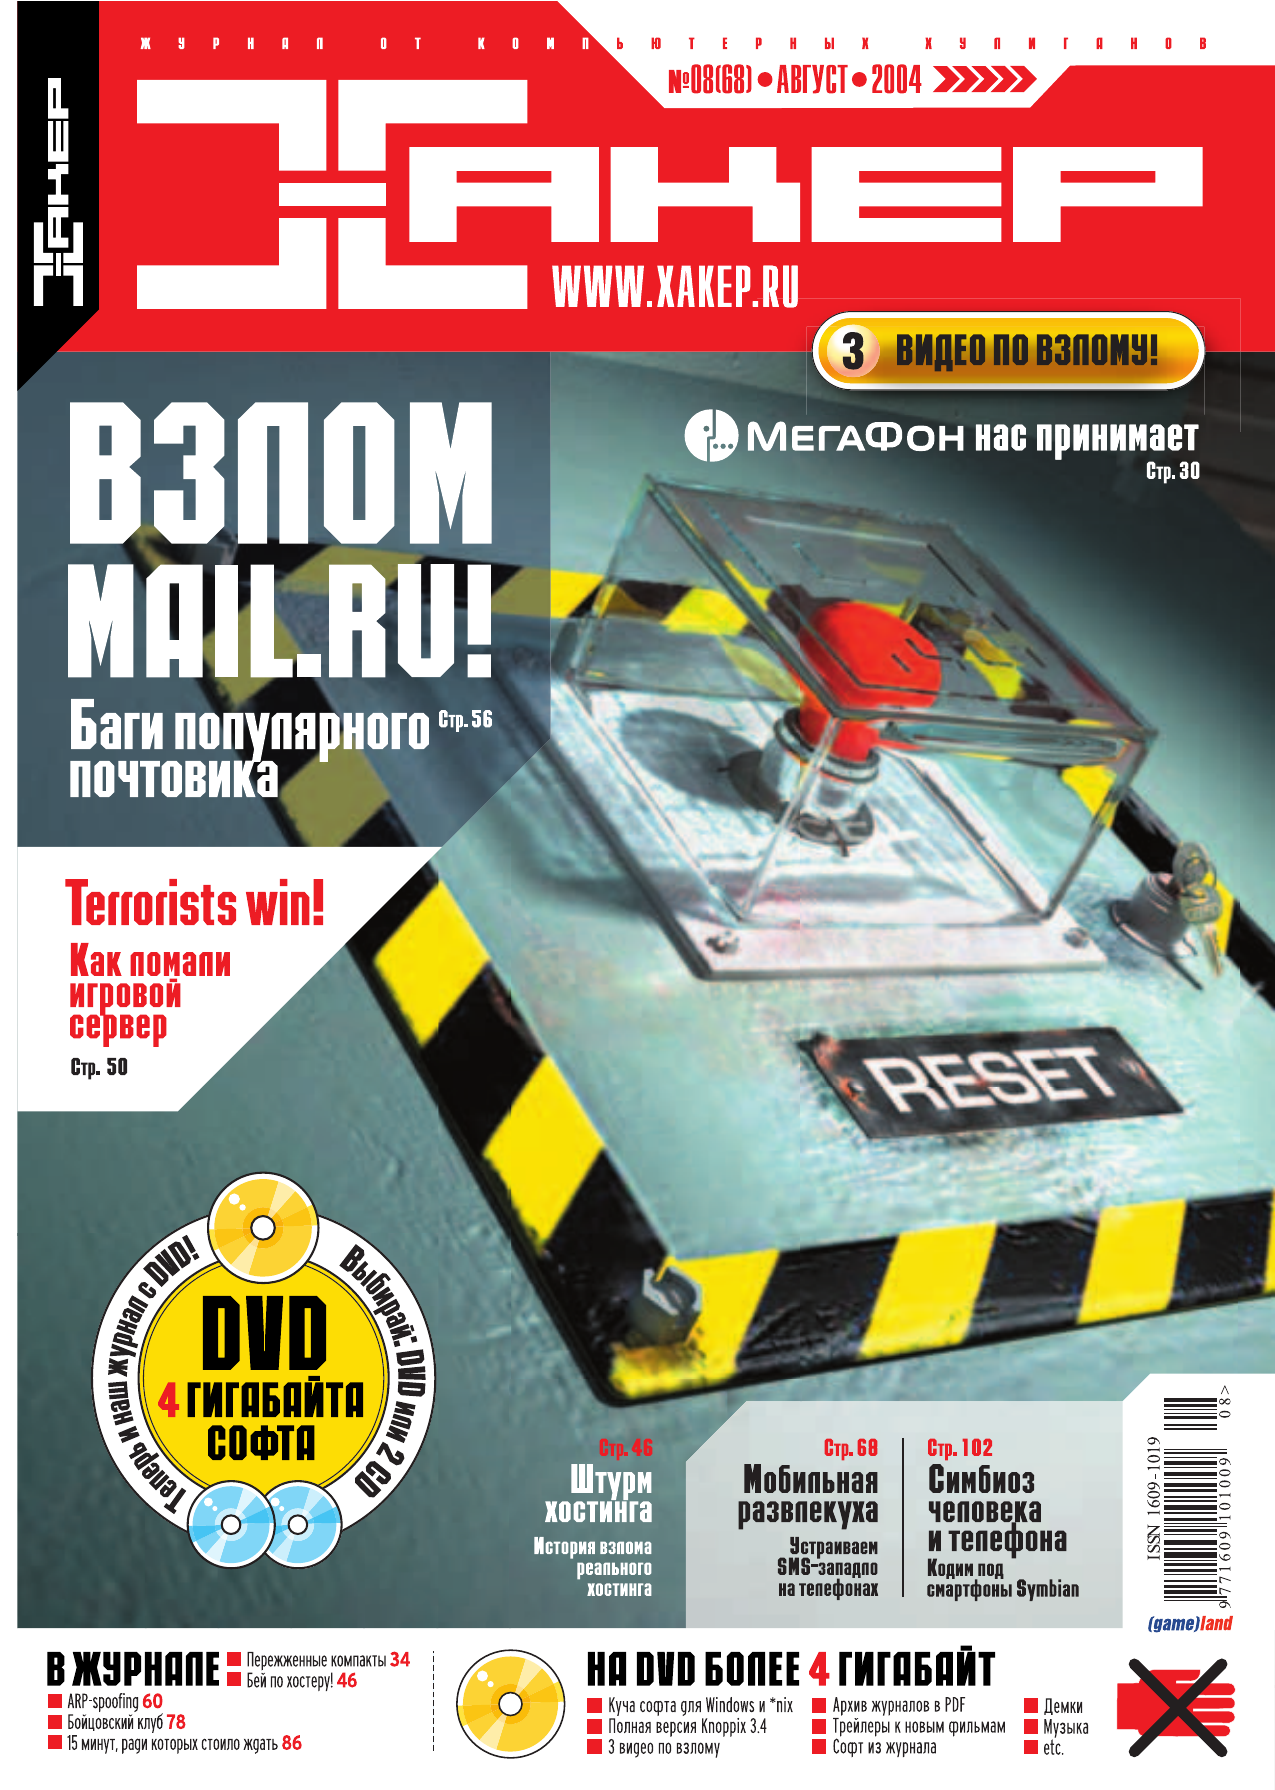 ЖУРНАЛ ОТ КОМПЬЮТЕРНЫХ ХУЛИГАНОВ
№08(68) • АВГУСТ • 2004
ХАКЕР
ХАКЕР
WWW.XAKEP.RU
3 ВИДЕО ПО ВЗЛОМУ!
МЕГАФОН нас принимает
Стр. 30
ВЗЛОМ
MAIL.RU!
Баги популярного Стр. 56
почтовика
Terrorists win!
Как ломали
игровой
сервер
Стр. 50
RESET
Теперь и наш журнал с DVD!
Выбирай: DVD или 2 CD
DVD
4 ГИГАБАЙТА
СОФТА
Стр. 46
Штурм
хостинга
История взлома
реального
хостинга
Стр. 68
Мобильная
развлекуха
Устраиваем
SMS-западло
на телефонах
Стр. 102
Симбиоз
человека
и телефона
Кодим под
смартфоны Symbian
ISSN 1609-1019
9 771609 101009
08>
(game)land
В ЖУРНАЛЕ
Пережженные компакты 34
Бей по хостеру! 46
ARP-spoofing 60
Бойцовский клуб 78
15 минут, ради которых стоило ждать 86
НА DVD БОЛЕЕ 4 ГИГАБАЙТ
Куча софта для Windows и *nix
Полная версия Knoppix 3.4
3 видео по взлому
Архив журналов в PDF
Трейлеры к новым фильмам
Софт из журнала
Демки
Музыка
etc.